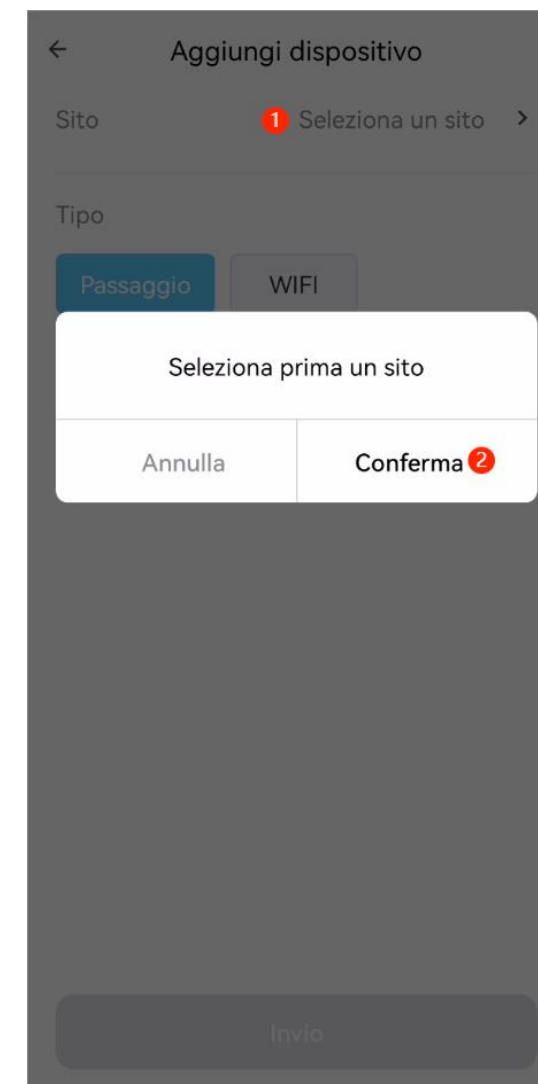 Aggiungi dispositivo
Sito 1 Seleziona un sito
Tipo
Passaggio WIFI
Seleziona prima un sito
Annulla Conferma 2
Invio